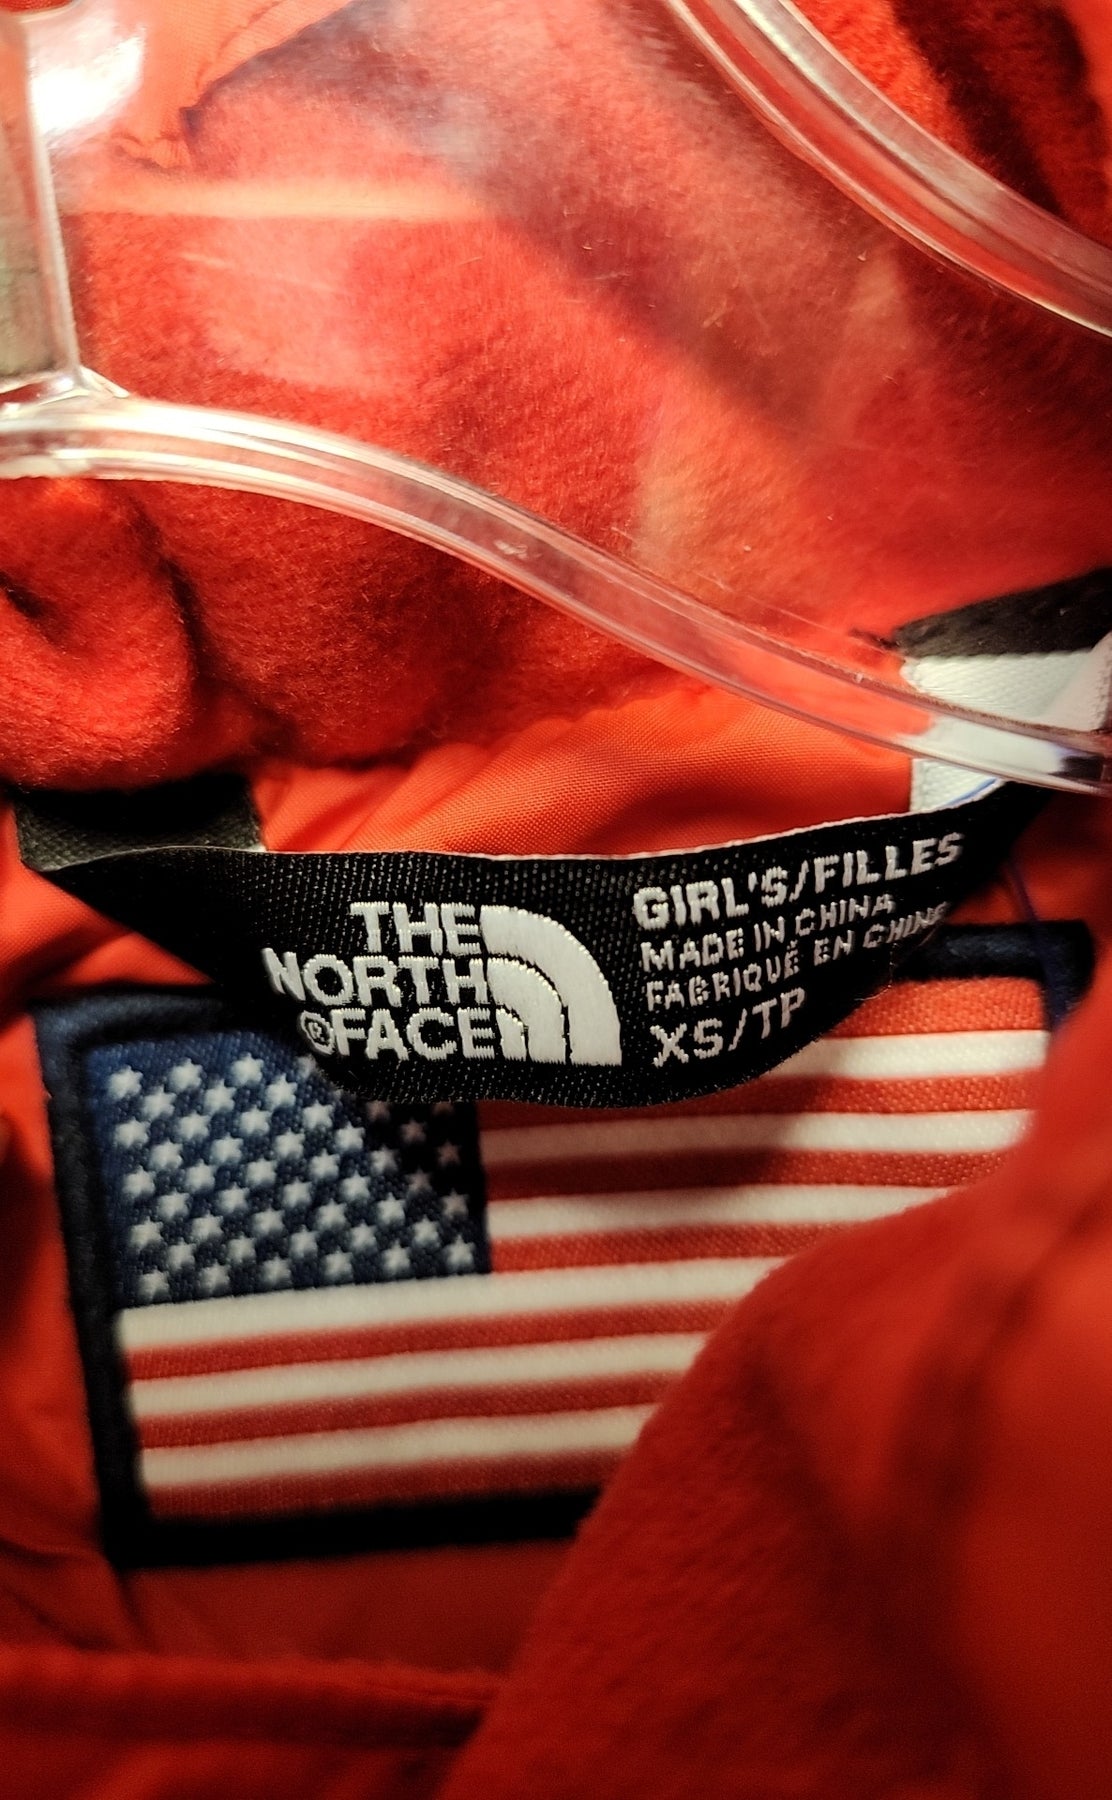 THE
NORTH
®FACE
GIRL'S/FILLES
MADE IN CHINA
FABRIQUÉ EN CHINE
XS/TP